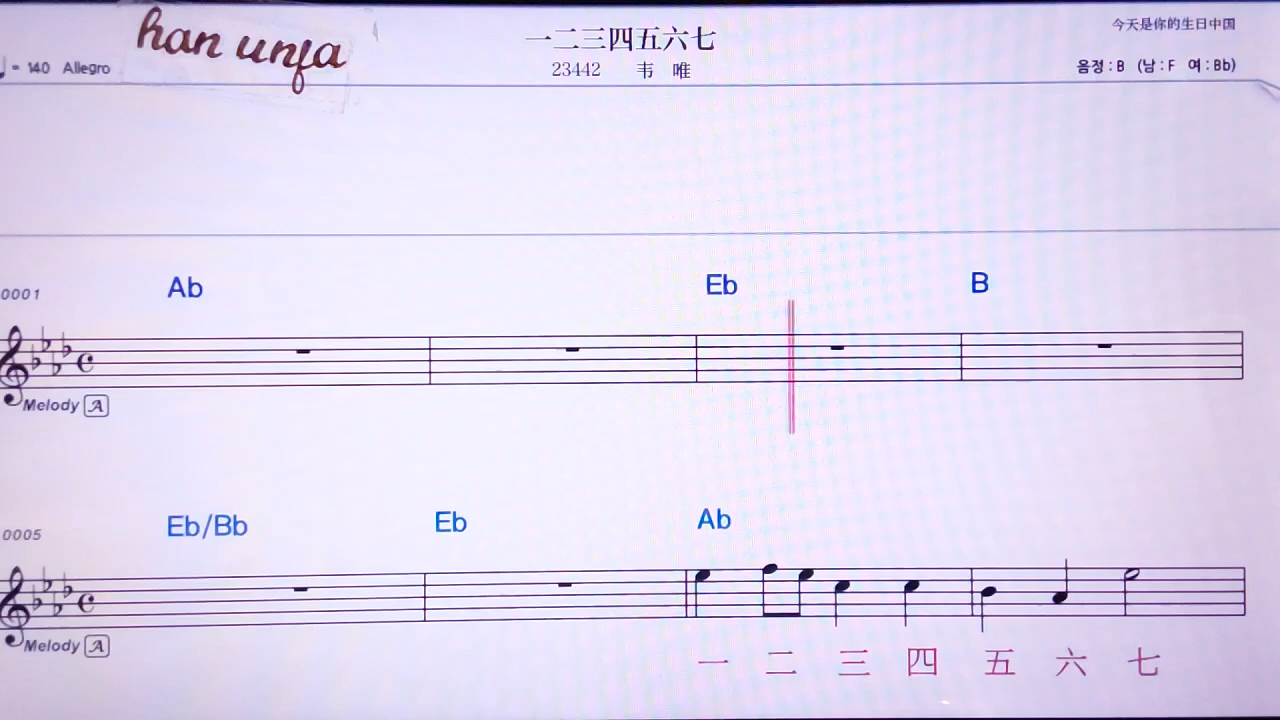 han unfa
一二三四五六七
今天是你的生日中国
♩ = 140 Allegro
23442 韦 唯
음정 : B (남 : F 여 : Bb)
Ab Eb B
0001
Melody A
Eb/Bb Eb Ab
0005
Melody A
一 二 三 四 五 六 七